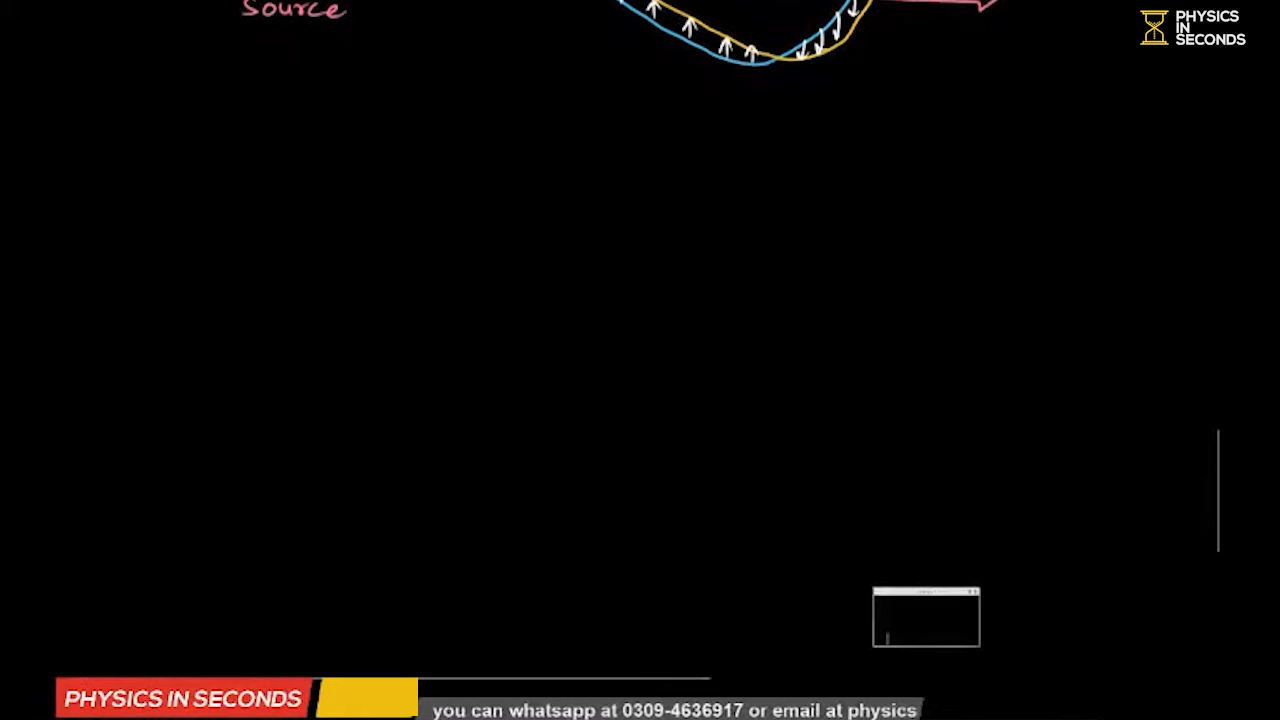 Source
PHYSICS
IN
SECONDS
PHYSICS IN SECONDS
you can whatsapp at 0309-4636917 or email at physics